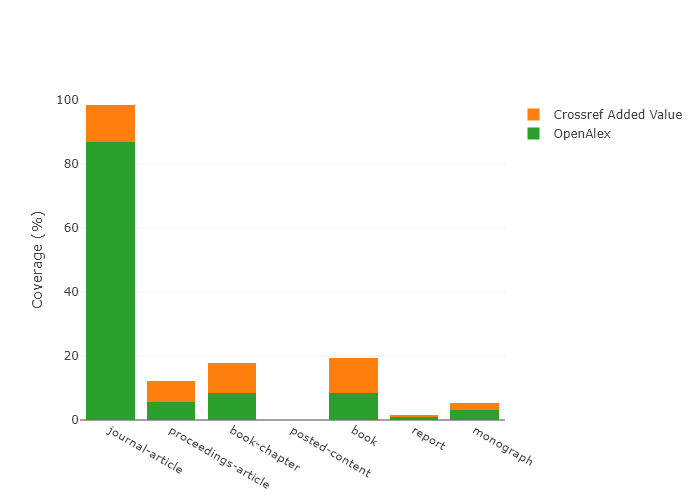 Crossref Added Value
OpenAlex
Coverage (%)
100
80
60
40
20
0
journal-article
proceedings-article
book-chapter
posted-content
book
report
monograph